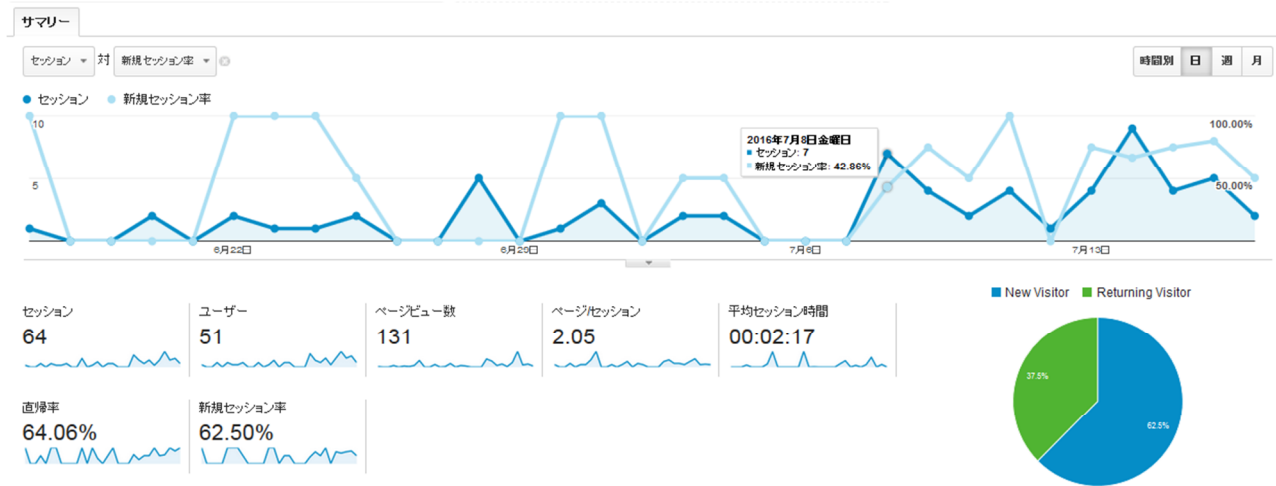 サマリー
セッション 対 新規セッション率
時間別 日 週 月
セッション 新規セッション率
10
100.00%
2016年7月8日金曜日
セッション: 7
新規セッション率: 42.86%
5
50.00%
6月22日 6月29日 7月6日 7月13日
New Visitor Returning Visitor
セッション
64
ユーザー
51
ページビュー数
131
ページ/セッション
2.05
平均セッション時間
00:02:17
37.5%
62.5%
直帰率
64.06%
新規セッション率
62.50%